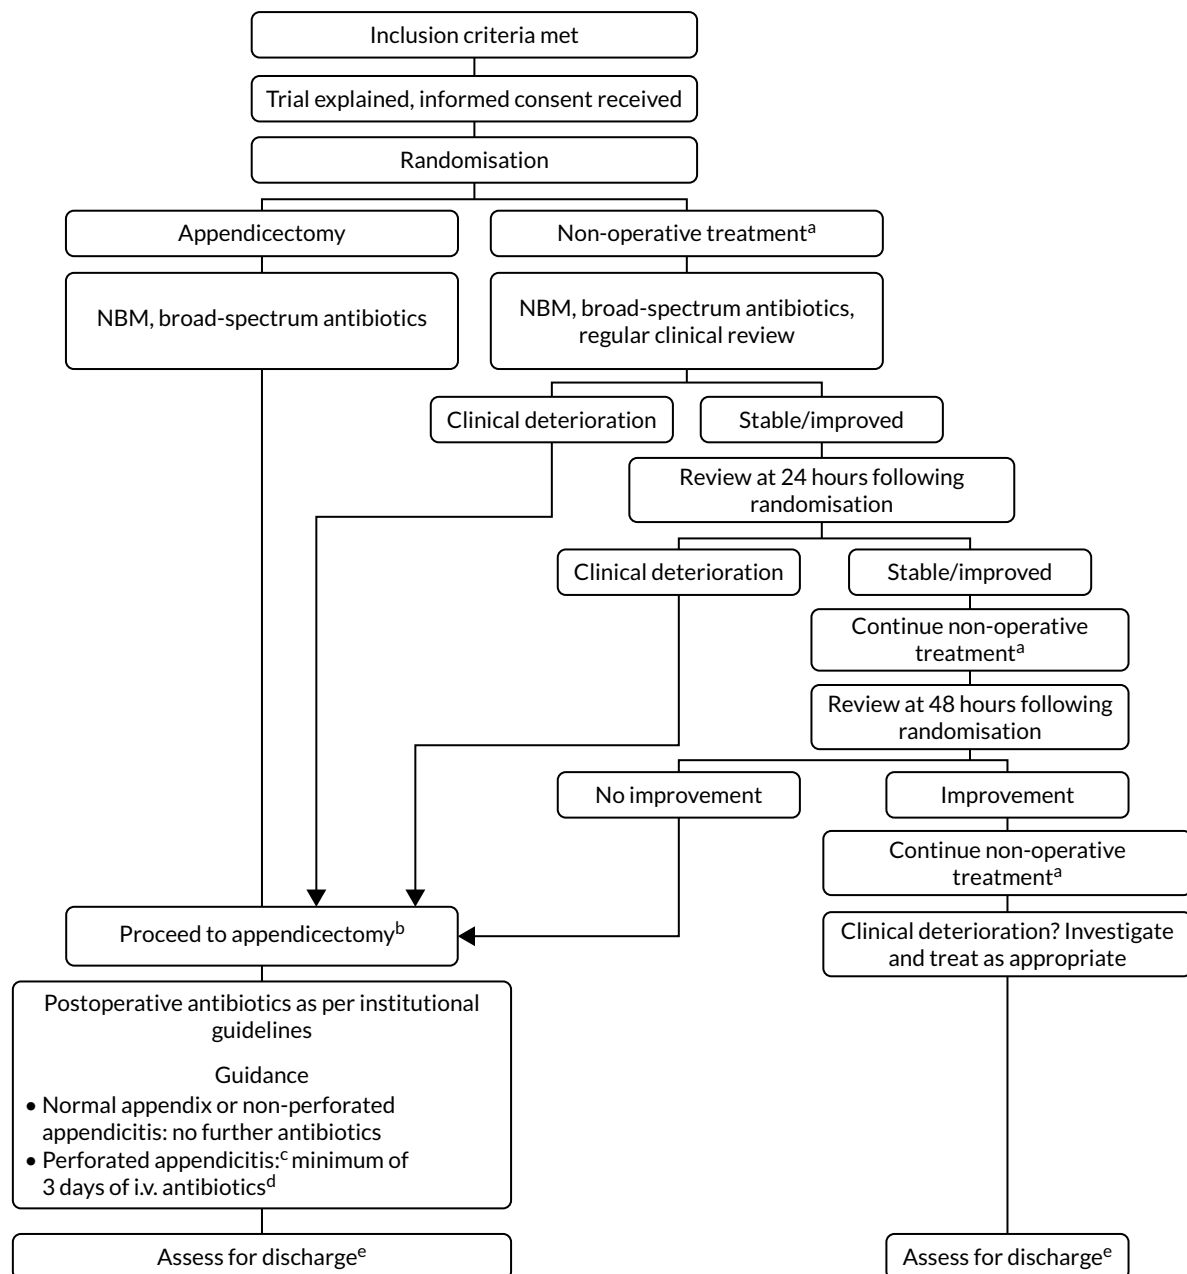 Inclusion criteria met
Trial explained, informed consent received
Randomisation
Appendicectomy
Non-operative treatmentᵃ
NBM, broad-spectrum antibiotics
NBM, broad-spectrum antibiotics,
regular clinical review
Clinical deterioration
Stable/improved
Review at 24 hours following
randomisation
Clinical deterioration
Stable/improved
Continue non-operative
treatmentᵃ
Review at 48 hours following
randomisation
No improvement
Improvement
Continue non-operative
treatmentᵃ
Proceed to appendicectomyᵇ
Clinical deterioration? Investigate
and treat as appropriate
Postoperative antibiotics as per institutional
guidelines
Guidance
• Normal appendix or non-perforated
appendicitis: no further antibiotics
• Perforated appendicitis:ᶜ minimum of
3 days of i.v. antibioticsᵈ
Assess for dischargeᵉ
Assess for dischargeᵉ